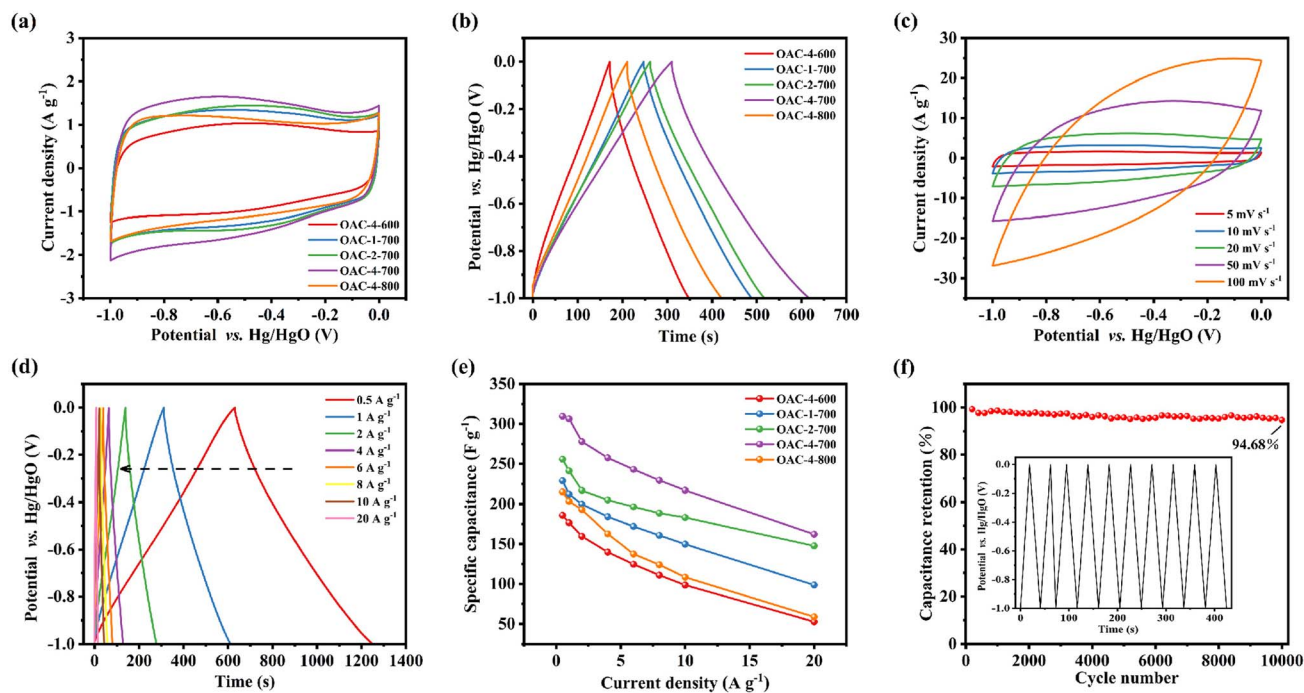 (a)
3
2
1
0
-1
-2
-3
Current density (A g⁻¹)
OAC-4-600
OAC-1-700
OAC-2-700
OAC-4-700
OAC-4-800
-1.0 -0.8 -0.6 -0.4 -0.2 0.0
Potential vs. Hg/HgO (V)
(b)
0.0
-0.2
-0.4
-0.6
-0.8
-1.0
Potential vs. Hg/HgO (V)
OAC-4-600
OAC-1-700
OAC-2-700
OAC-4-700
OAC-4-800
0 100 200 300 400 500 600 700
Time (s)
(c)
30
20
10
0
-10
-20
-30
Current density (A g⁻¹)
5 mV s⁻¹
10 mV s⁻¹
20 mV s⁻¹
50 mV s⁻¹
100 mV s⁻¹
-1.0 -0.8 -0.6 -0.4 -0.2 0.0
Potential vs. Hg/HgO (V)
(d)
0.0
-0.2
-0.4
-0.6
-0.8
-1.0
Potential vs. Hg/HgO (V)
0.5 A g⁻¹
1 A g⁻¹
2 A g⁻¹
4 A g⁻¹
6 A g⁻¹
8 A g⁻¹
10 A g⁻¹
20 A g⁻¹
0 200 400 600 800 1000 1200 1400
Time (s)
(e)
350
300
250
200
150
100
50
Specific capacitance (F g⁻¹)
OAC-4-600
OAC-1-700
OAC-2-700
OAC-4-700
OAC-4-800
0 5 10 15 20
Current density (A g⁻¹)
(f)
120
100
80
60
40
20
0
Capacitance retention (%)
94.68%
0.0
-0.2
-0.4
-0.6
-0.8
-1.0
Potential vs. Hg/HgO (V)
0 100 200 300 400
Time (s)
0 2000 4000 6000 8000 10000
Cycle number